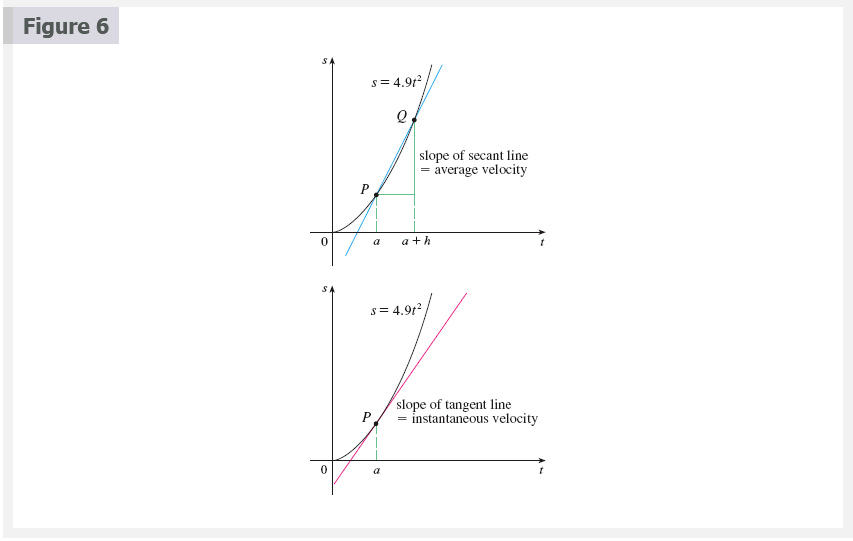 Figure 6
s
s = 4.9t²
Q
slope of secant line
= average velocity
P
0
a
a + h
t
s
s = 4.9t²
slope of tangent line
P
= instantaneous velocity
0
a
t